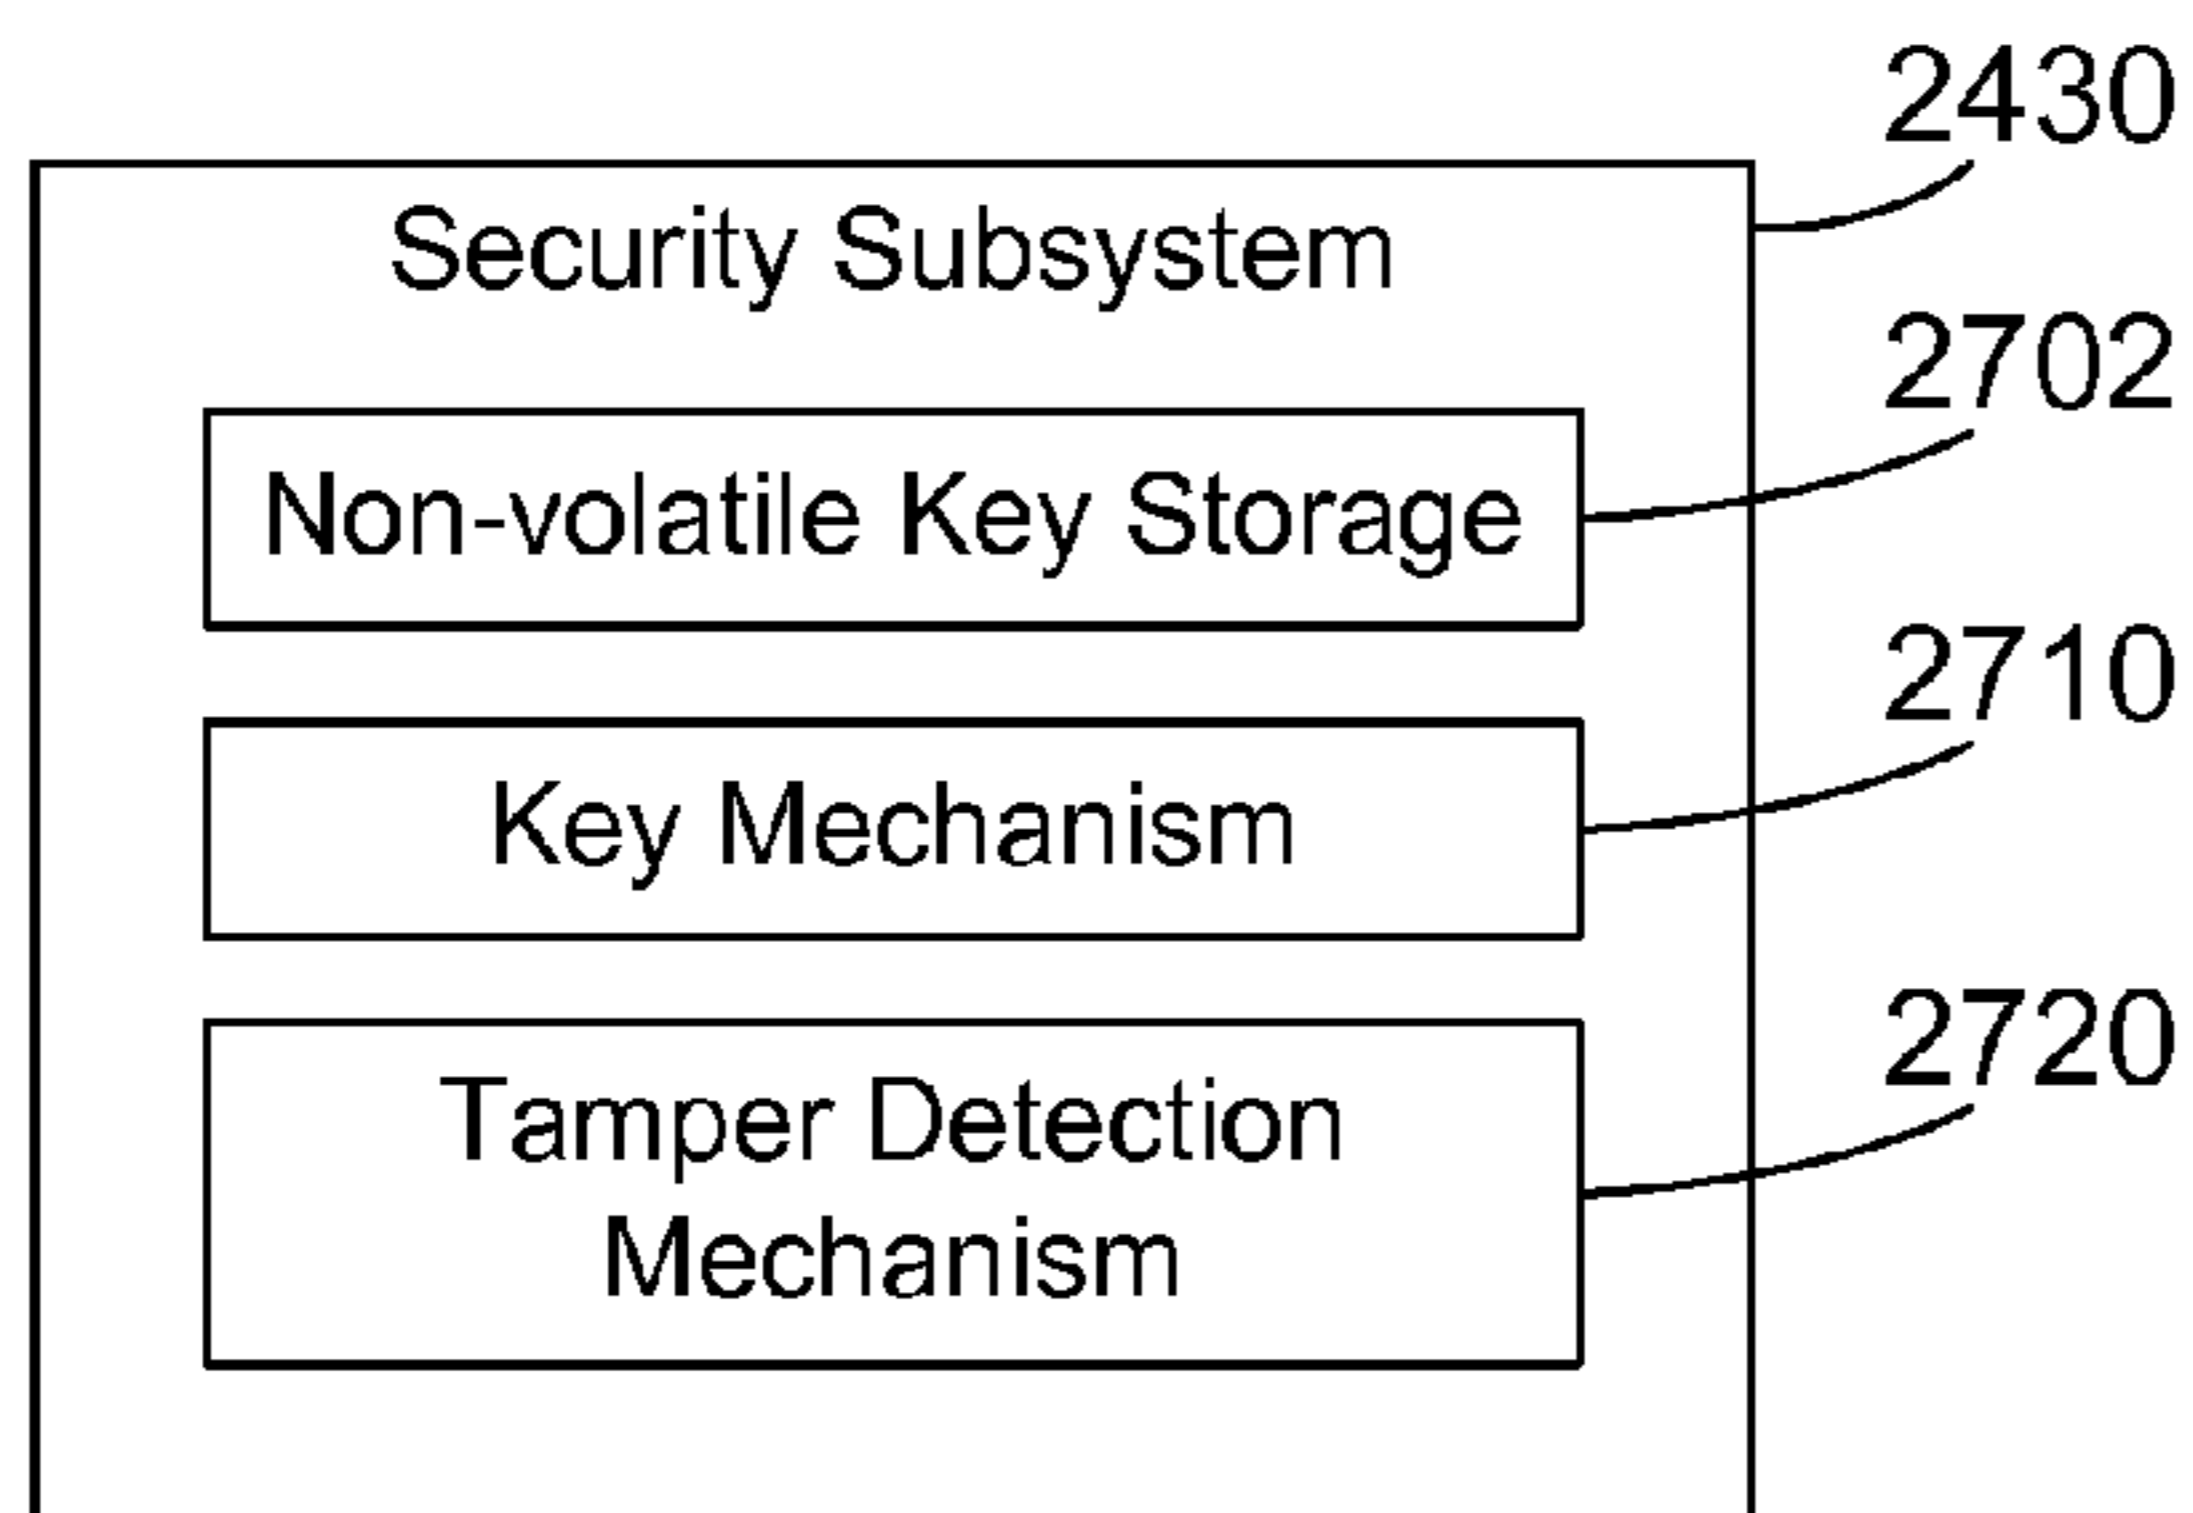 2430
Security Subsystem
2702
Non-volatile Key Storage
2710
Key Mechanism
2720
Tamper Detection
Mechanism